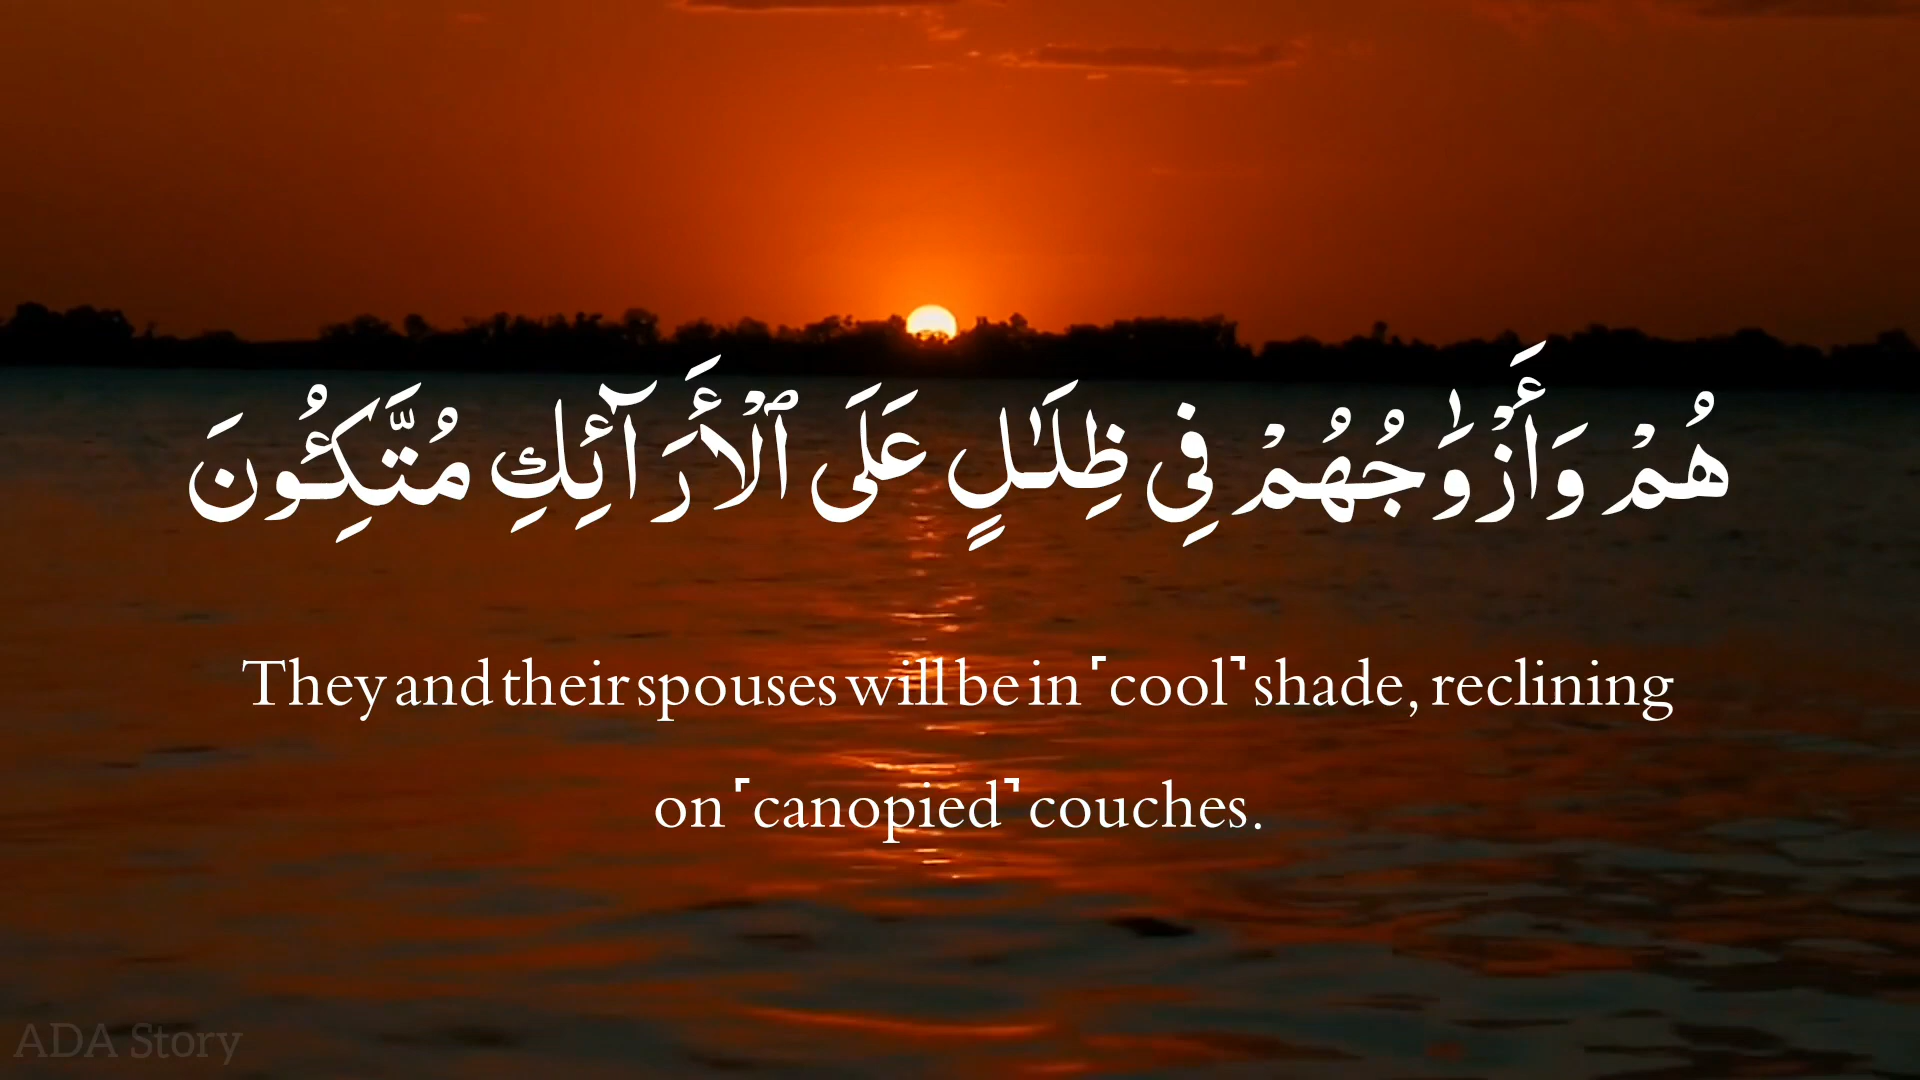 هُمْ وَأَزْوَٰجُهُمْ فِي ظِلَـٰلٍ عَلَى ٱلْأَرَآئِكِ مُتَّكِـُٔونَ
They and their spouses will be in ⸢cool⸣ shade, reclining
on ⸢canopied⸣ couches.
ADA Story